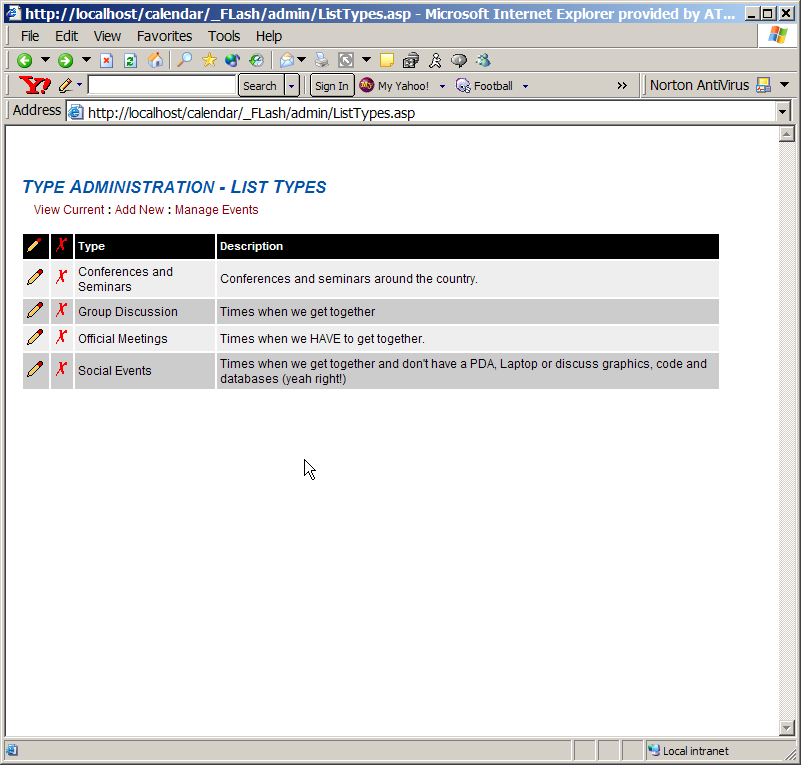 http://localhost/calendar/_FLash/admin/ListTypes.asp - Microsoft Internet Explorer provided by AT...
File Edit View Favorites Tools Help
Y! Search Sign In My Yahoo! Football » Norton AntiVirus
Address http://localhost/calendar/_FLash/admin/ListTypes.asp
TYPE ADMINISTRATION - LIST TYPES
View Current : Add New : Manage Events
X Type Description
X Conferences and Seminars Conferences and seminars around the country.
X Group Discussion Times when we get together
X Official Meetings Times when we HAVE to get together.
X Social Events Times when we get together and don't have a PDA, Laptop or discuss graphics, code and
databases (yeah right!)
Local intranet